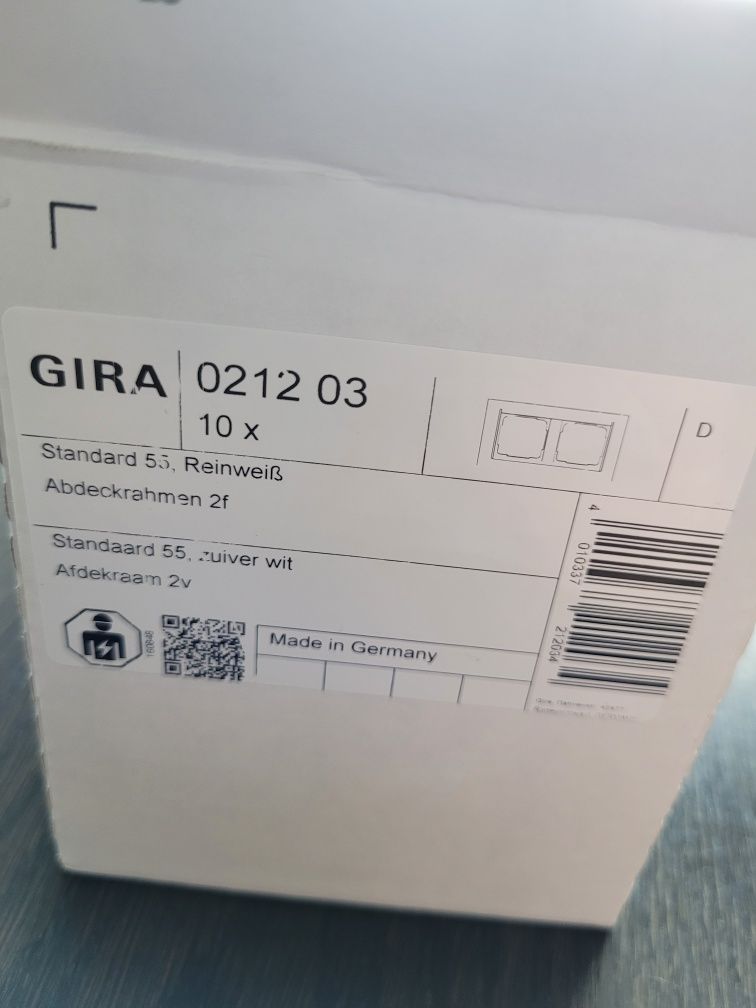 GIRA
0212 03
10 x
D
Standard 55, Reinweiß
Abdeckrahmen 2f
Standaard 55, zuiver wit
Afdekraam 2v
Made in Germany
4 010337 212034